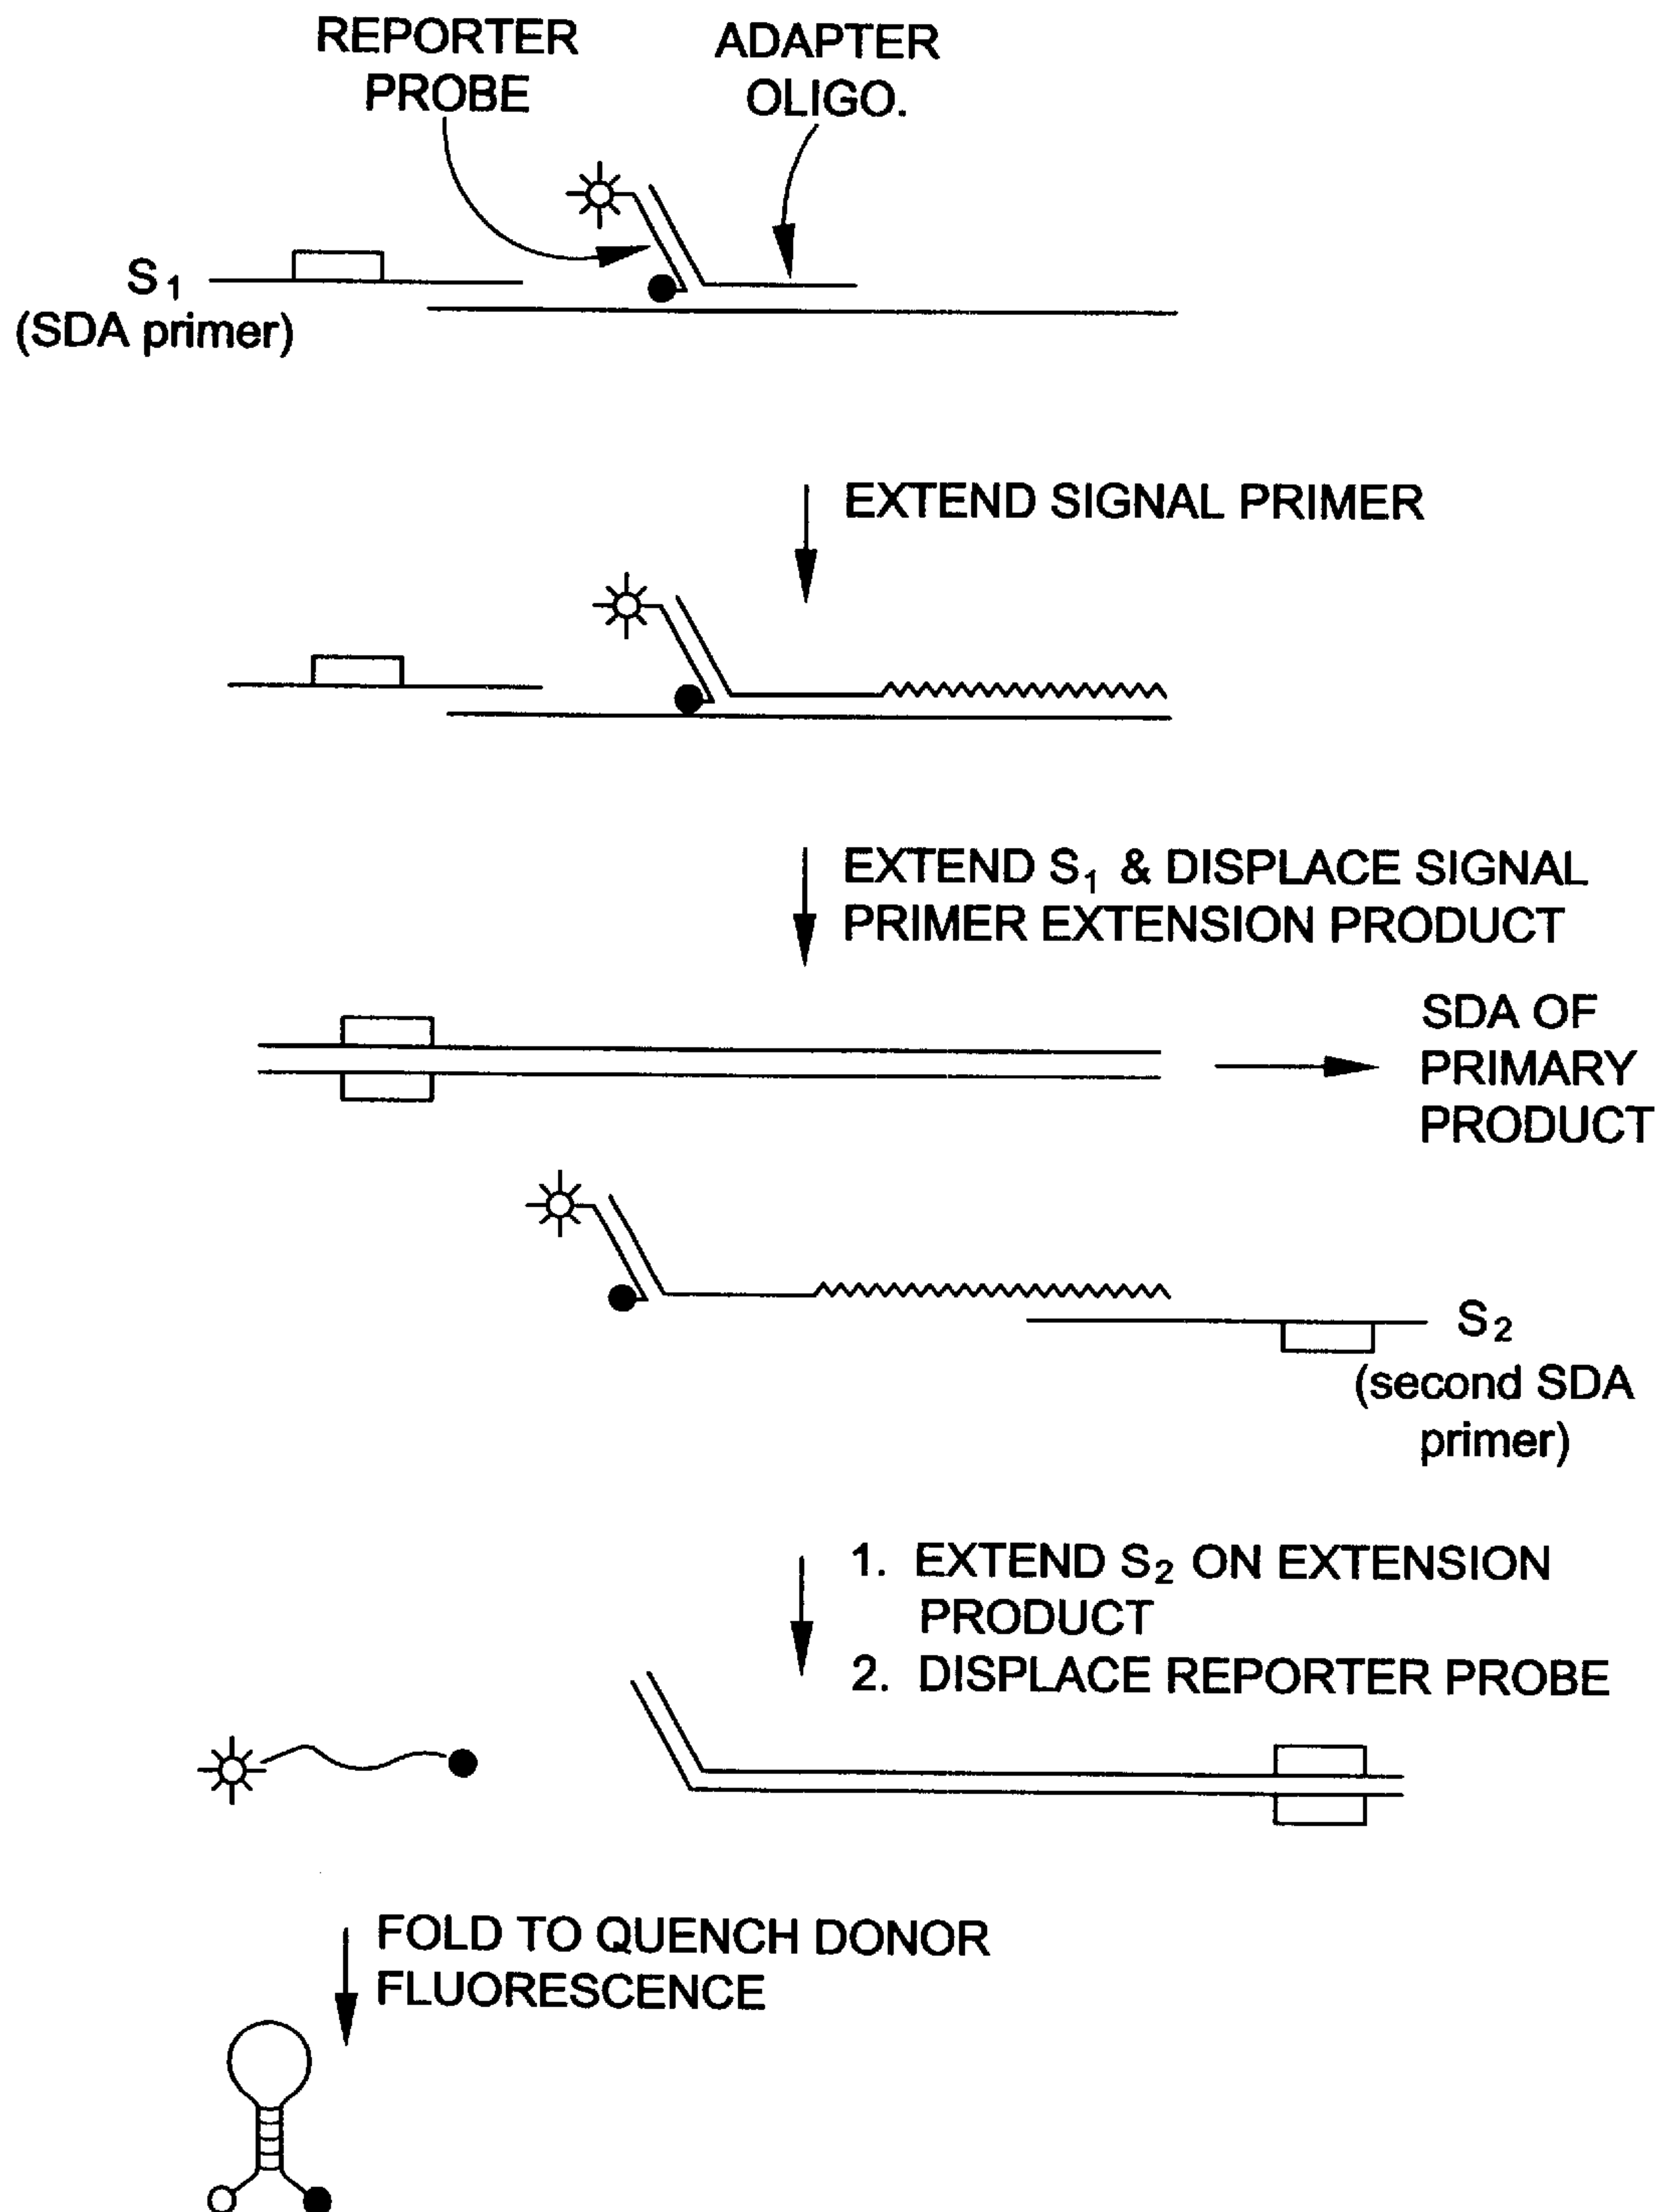 REPORTER
PROBE
ADAPTER
OLIGO.
S₁
(SDA primer)
EXTEND SIGNAL PRIMER
EXTEND S₁ & DISPLACE SIGNAL
PRIMER EXTENSION PRODUCT
SDA OF
PRIMARY
PRODUCT
S₂
(second SDA
primer)
1. EXTEND S₂ ON EXTENSION
PRODUCT
2. DISPLACE REPORTER PROBE
FOLD TO QUENCH DONOR
FLUORESCENCE